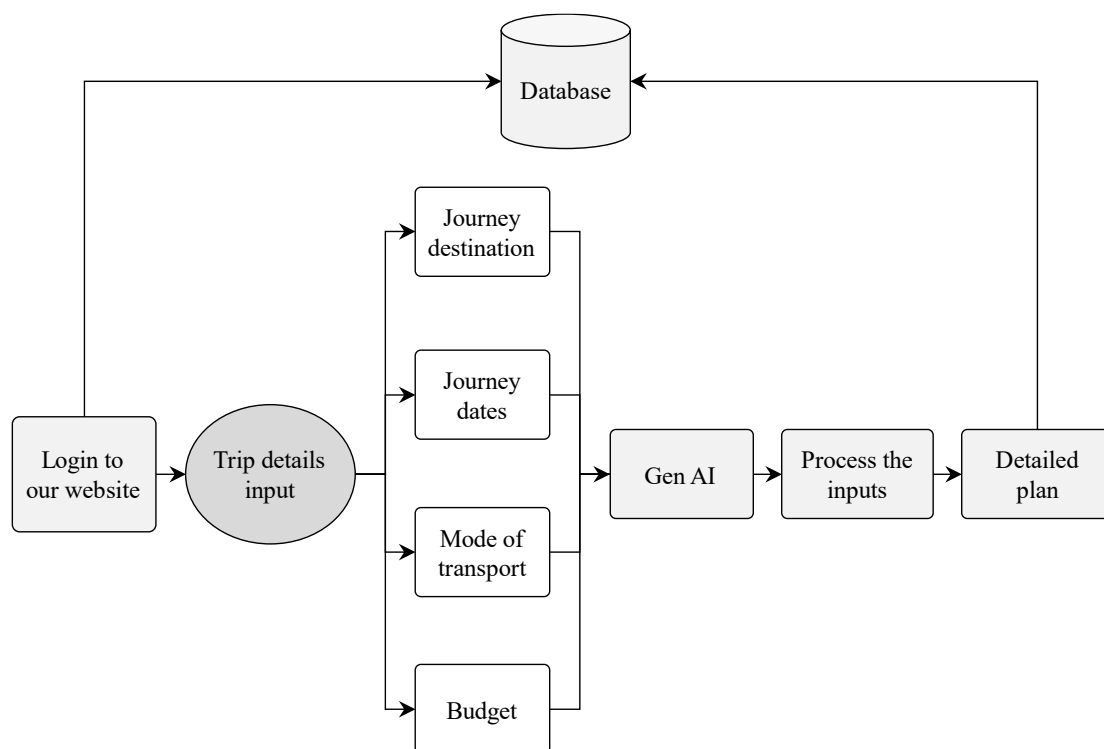 Database
Journey
destination
Journey
dates
Login to
our website
Trip details
input
Gen AI
Process the
inputs
Detailed
plan
Mode of
transport
Budget